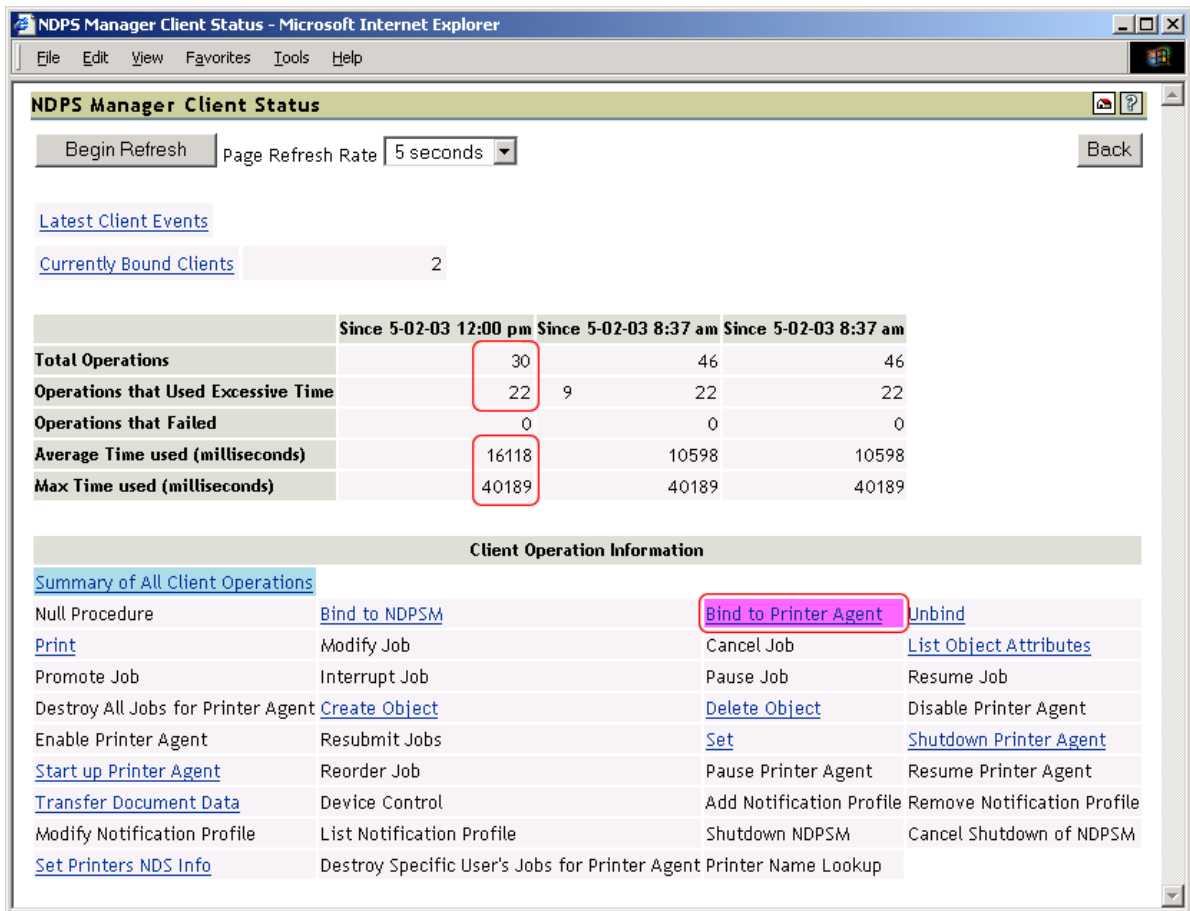 NDPS Manager Client Status - Microsoft Internet Explorer
File Edit View Favorites Tools Help
NDPS Manager Client Status
Begin Refresh Page Refresh Rate 5 seconds Back
Latest Client Events
Currently Bound Clients 2
Since 5-02-03 12:00 pm Since 5-02-03 8:37 am Since 5-02-03 8:37 am
Total Operations 30 46 46
Operations that Used Excessive Time 22 9 22 22
Operations that Failed 0 0 0
Average Time used (milliseconds) 16118 10598 10598
Max Time used (milliseconds) 40189 40189 40189
Client Operation Information
Summary of All Client Operations
Null Procedure Bind to NDPSM Bind to Printer Agent Unbind
Print Modify Job Cancel Job List Object Attributes
Promote Job Interrupt Job Pause Job Resume Job
Destroy All Jobs for Printer Agent Create Object Delete Object Disable Printer Agent
Enable Printer Agent Resubmit Jobs Set Shutdown Printer Agent
Start up Printer Agent Reorder Job Pause Printer Agent Resume Printer Agent
Transfer Document Data Device Control Add Notification Profile Remove Notification Profile
Modify Notification Profile List Notification Profile Shutdown NDPSM Cancel Shutdown of NDPSM
Set Printers NDS Info Destroy Specific User's Jobs for Printer Agent Printer Name Lookup